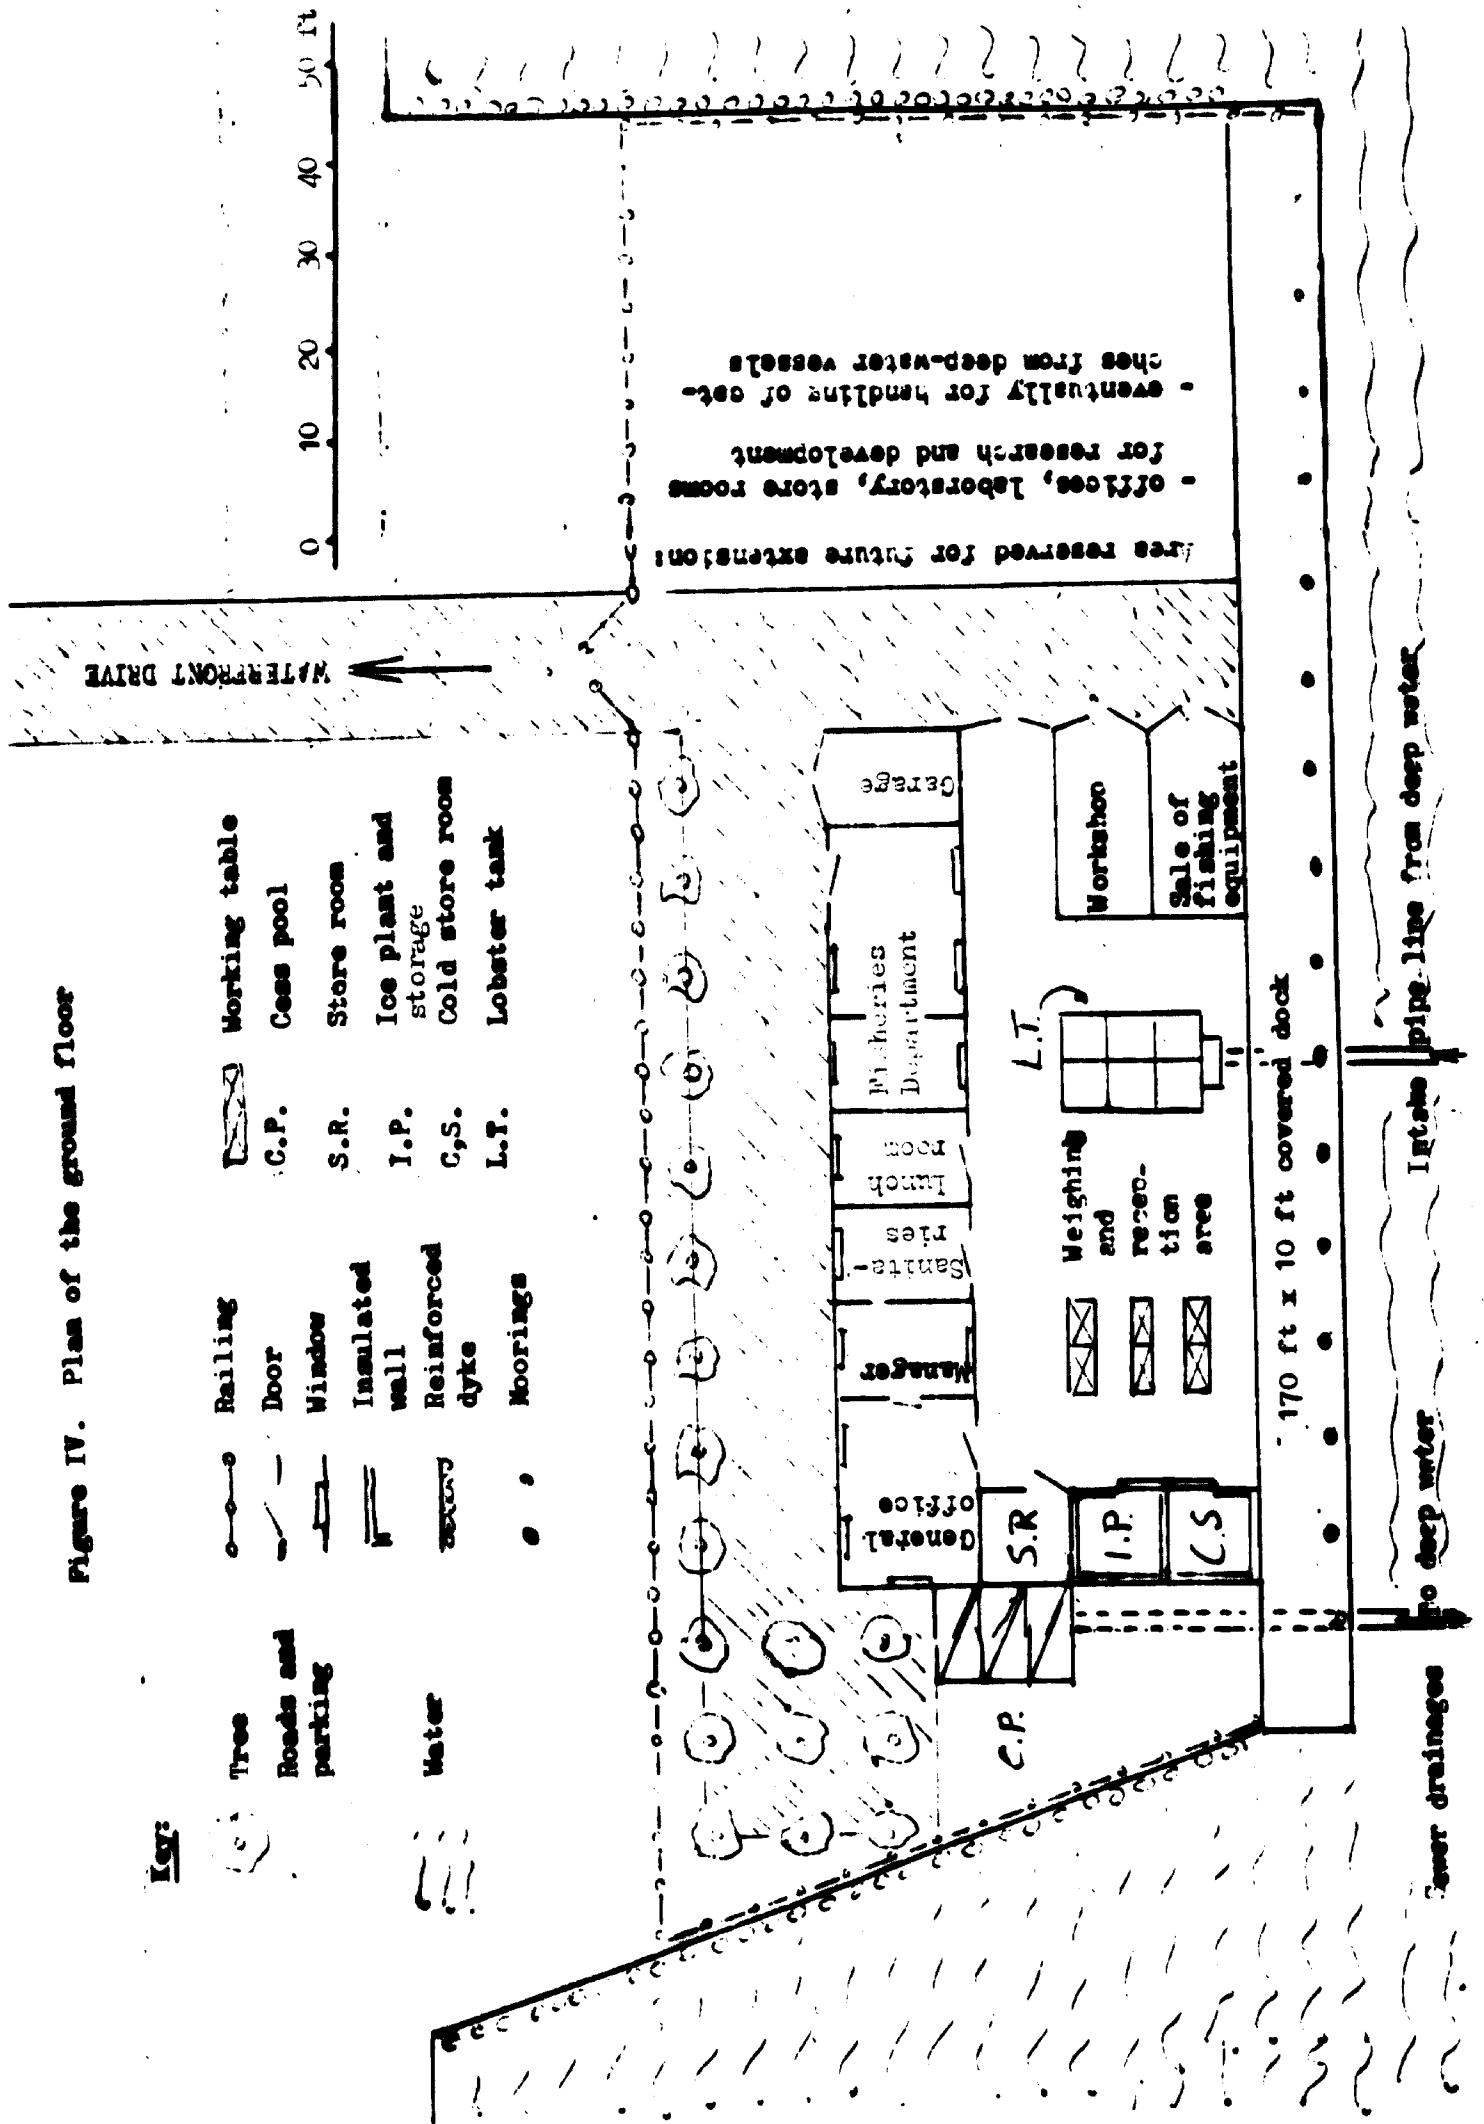 Figure IV. Plan of the ground floor
Key:
Tree
Roads and
parking
Water
Railing
Door
Window
Insulated
wall
Reinforced
dyke
Moorings
Working table
C.P. Cess pool
S.R. Store room
I.P. Ice plant and
storage
C,S. Cold store room
L.T. Lobster tank
0 10 20 30 40 50 ft
WATERFRONT DRIVE
Area reserved for future extension:
- offices, laboratory, store rooms
for research and development
- eventually for handling of cat-
ches from deep-water vessels
General
office
Manager
Sanita-
ries
Lunch
room
Fisheries
Department
Garage
S.R
I.P.
C.S
C.P.
Weighing
and
recep-
tion
area
L.T.
Workshop
Sale of
fishing
equipment
170 ft x 10 ft covered dock
Sewer drainages
To deep water
Intake pipe line from deep water